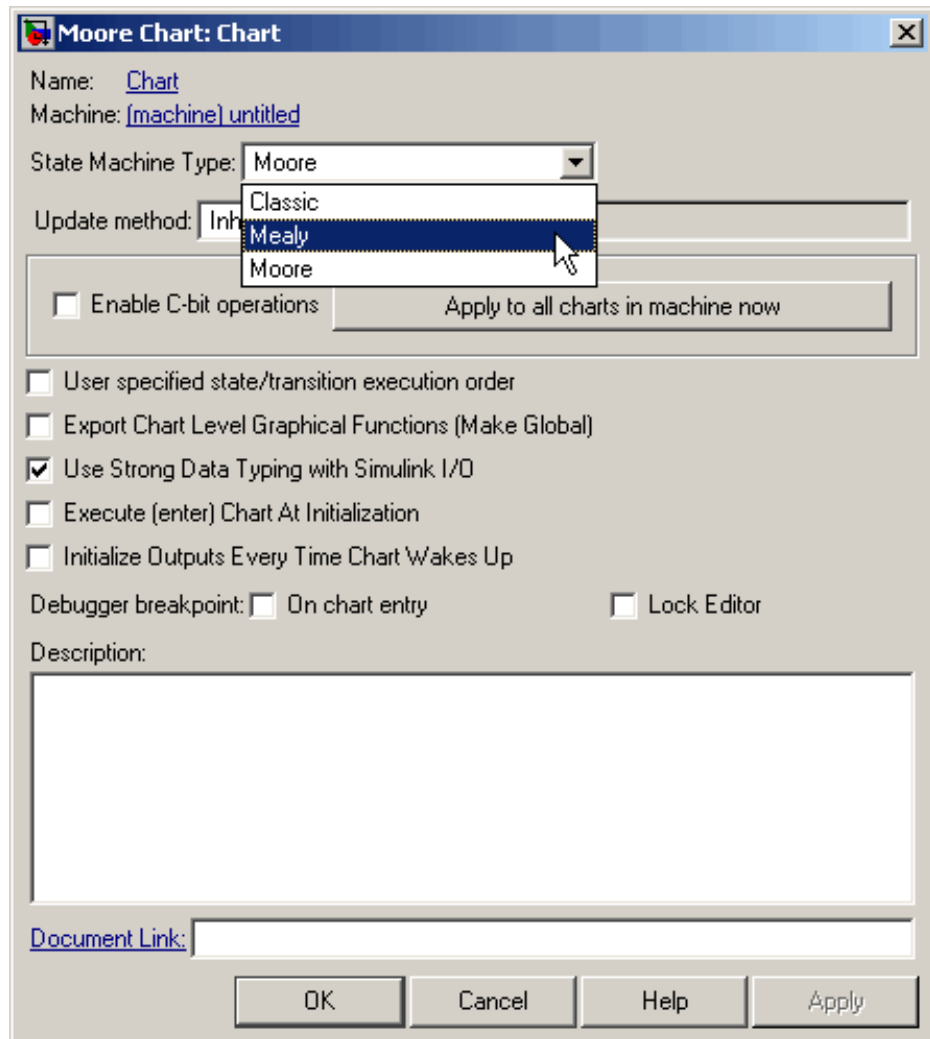 Moore Chart: Chart
Name: Chart
Machine: (machine) untitled
State Machine Type: Moore
Classic
Update method: Inh
Mealy
Moore
Enable C-bit operations Apply to all charts in machine now
User specified state/transition execution order
Export Chart Level Graphical Functions (Make Global)
Use Strong Data Typing with Simulink I/O
Execute (enter) Chart At Initialization
Initialize Outputs Every Time Chart Wakes Up
Debugger breakpoint: On chart entry Lock Editor
Description:
Document Link:
OK Cancel Help Apply